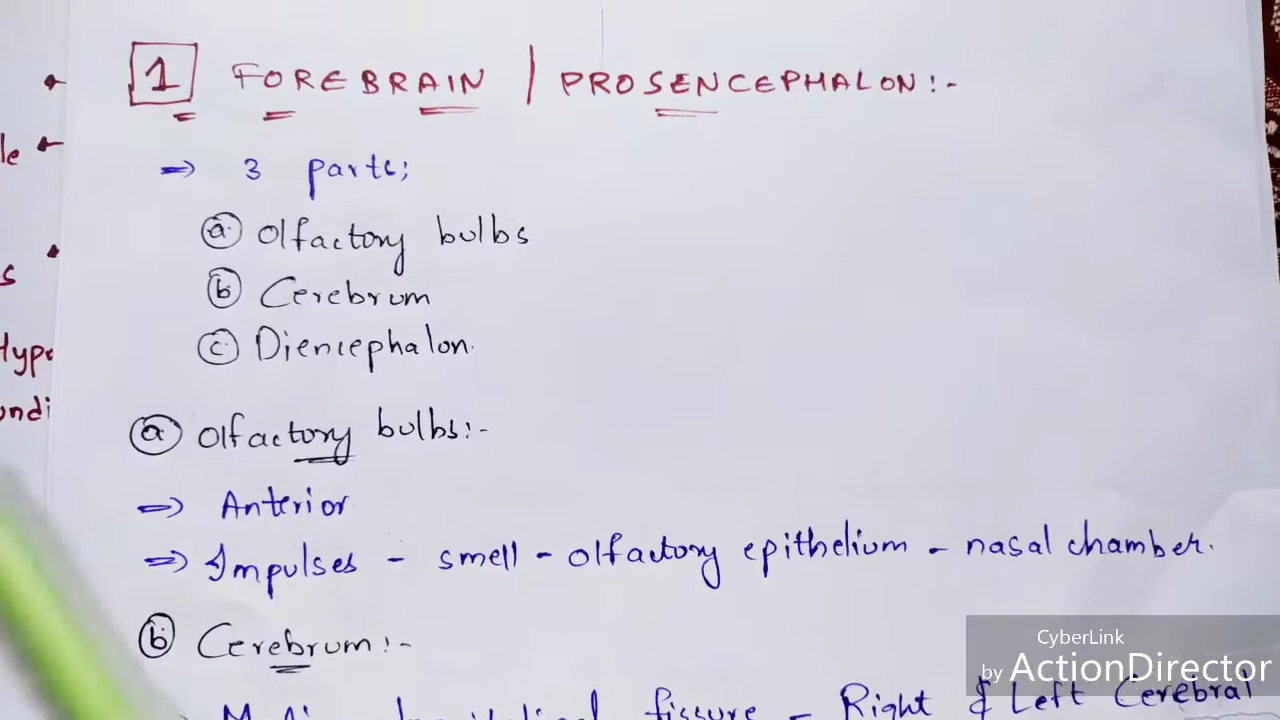 1 FOREBRAIN | PROSENCEPHALON:-
⇒ 3 parts;
ⓐ Olfactory bulbs
ⓑ Cerebrum
ⓒ Diencephalon.
ⓐ Olfactory bulbs:-
⇒ Anterior
⇒ Impulses - smell - olfactory epithelium - nasal chamber.
ⓑ Cerebrum:-
fissure - Right & Left Cerebral
CyberLink
by ActionDirector